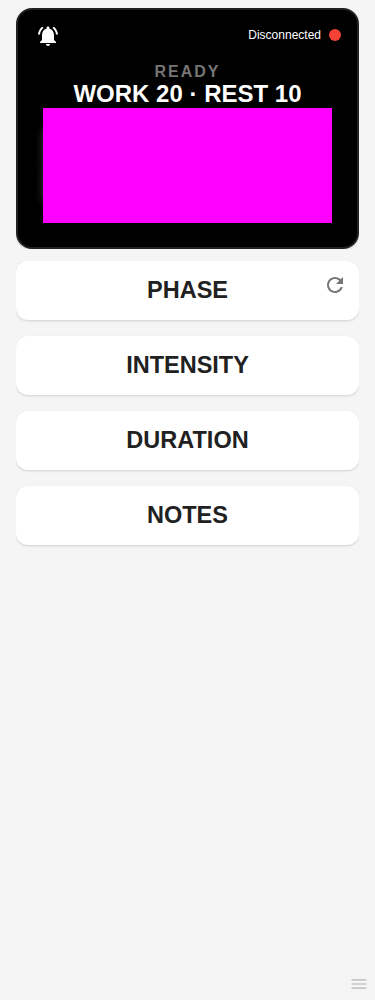 Disconnected
READY
WORK 20 · REST 10
PHASE
INTENSITY
DURATION
NOTES